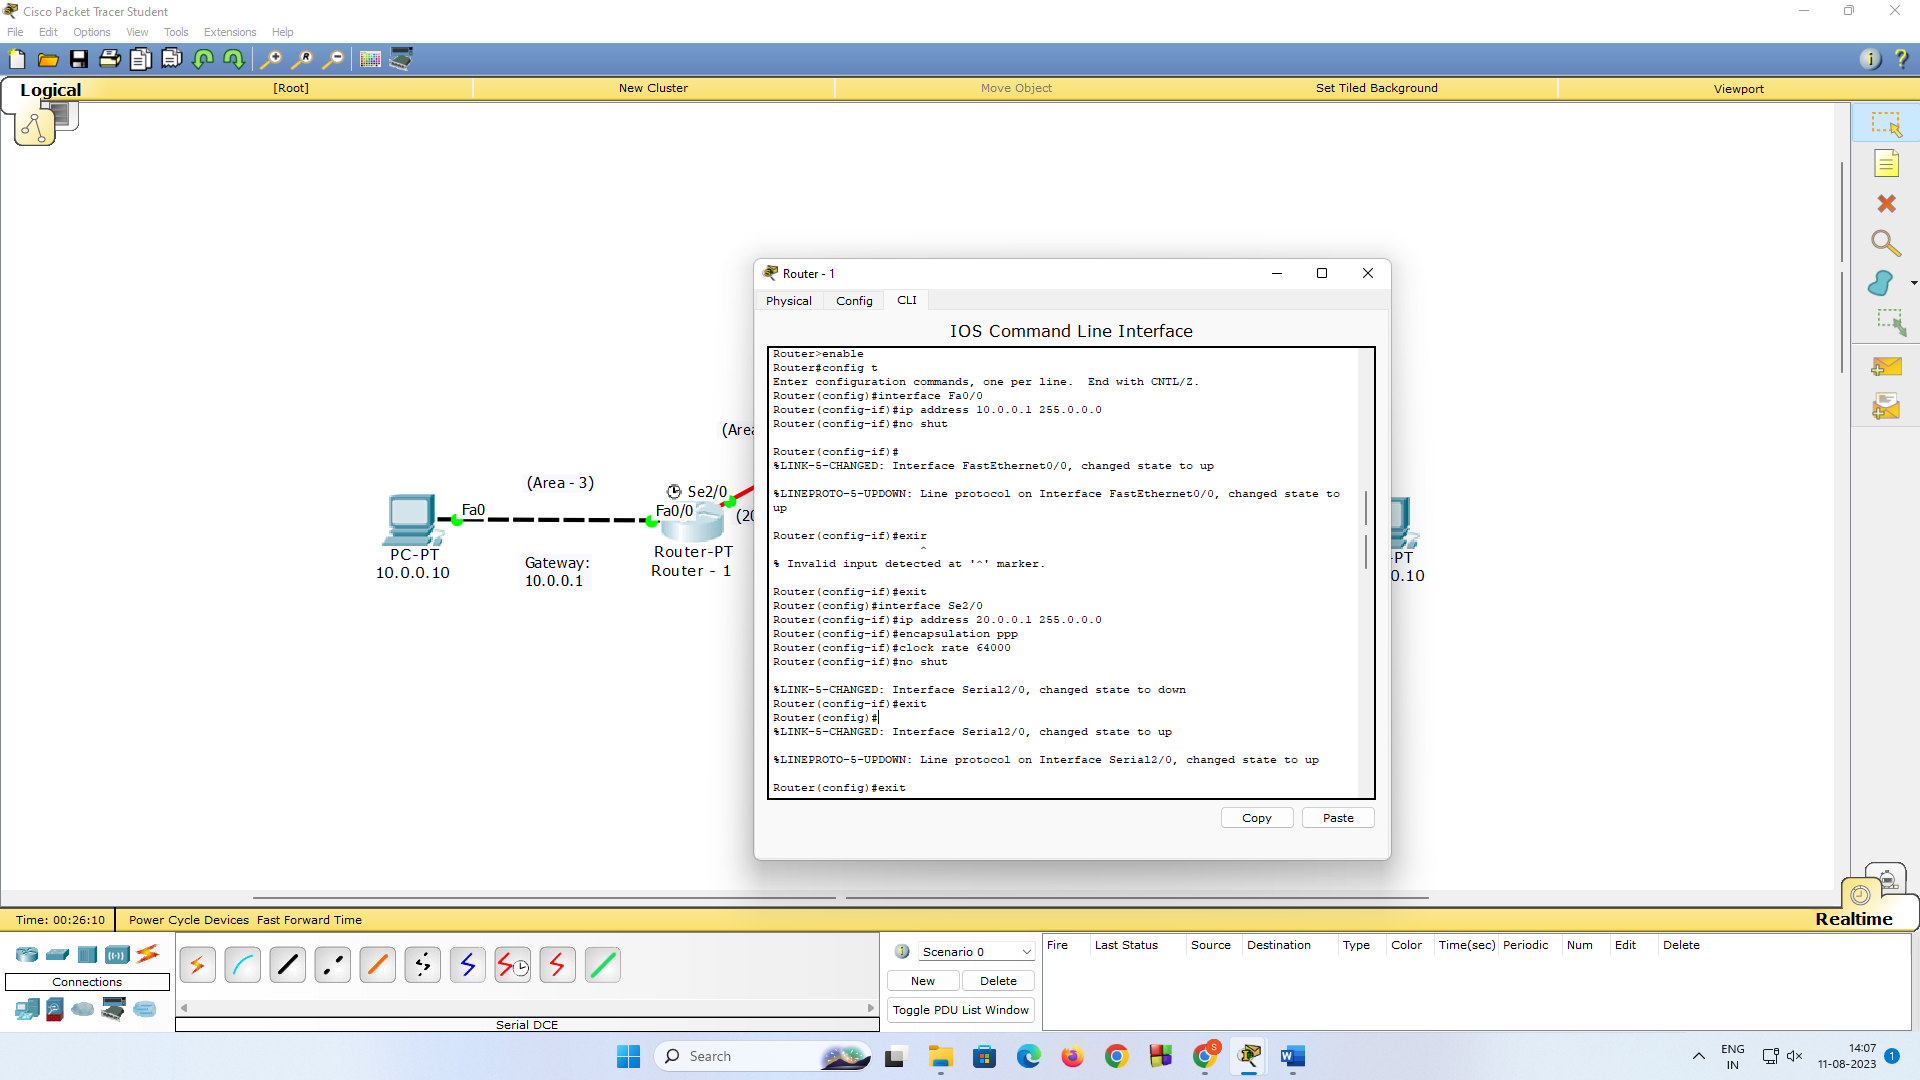 Cisco Packet Tracer Student
File Edit Options View Tools Extensions Help
Logical [Root] New Cluster Move Object Set Tiled Background Viewport
Router - 1
Physical Config CLI
IOS Command Line Interface
Router>enable
Router#config t
Enter configuration commands, one per line.  End with CNTL/Z.
Router(config)#interface Fa0/0
Router(config-if)#ip address 10.0.0.1 255.0.0.0
Router(config-if)#no shut
Router(config-if)#
%LINK-5-CHANGED: Interface FastEthernet0/0, changed state to up
%LINEPROTO-5-UPDOWN: Line protocol on Interface FastEthernet0/0, changed state to
up
Router(config-if)#exir
^
% Invalid input detected at '^' marker.
Router(config-if)#exit
Router(config)#interface Se2/0
Router(config-if)#ip address 20.0.0.1 255.0.0.0
Router(config-if)#encapsulation ppp
Router(config-if)#clock rate 64000
Router(config-if)#no shut
%LINK-5-CHANGED: Interface Serial2/0, changed state to down
Router(config-if)#exit
Router(config)#
%LINK-5-CHANGED: Interface Serial2/0, changed state to up
%LINEPROTO-5-UPDOWN: Line protocol on Interface Serial2/0, changed state to up
Router(config)#exit
Copy Paste
(Area
(Area - 3)
Se2/0
Fa0
Fa0/0
(20
PC-PT
10.0.0.10
Gateway:
10.0.0.1
Router-PT
Router - 1
-PT
0.10
Time: 00:26:10 Power Cycle Devices Fast Forward Time
Realtime
Connections
Serial DCE
Scenario 0
New Delete
Toggle PDU List Window
Fire Last Status Source Destination Type Color Time(sec) Periodic Num Edit Delete
Search
S
W
ENG
IN
14:07
11-08-2023
1